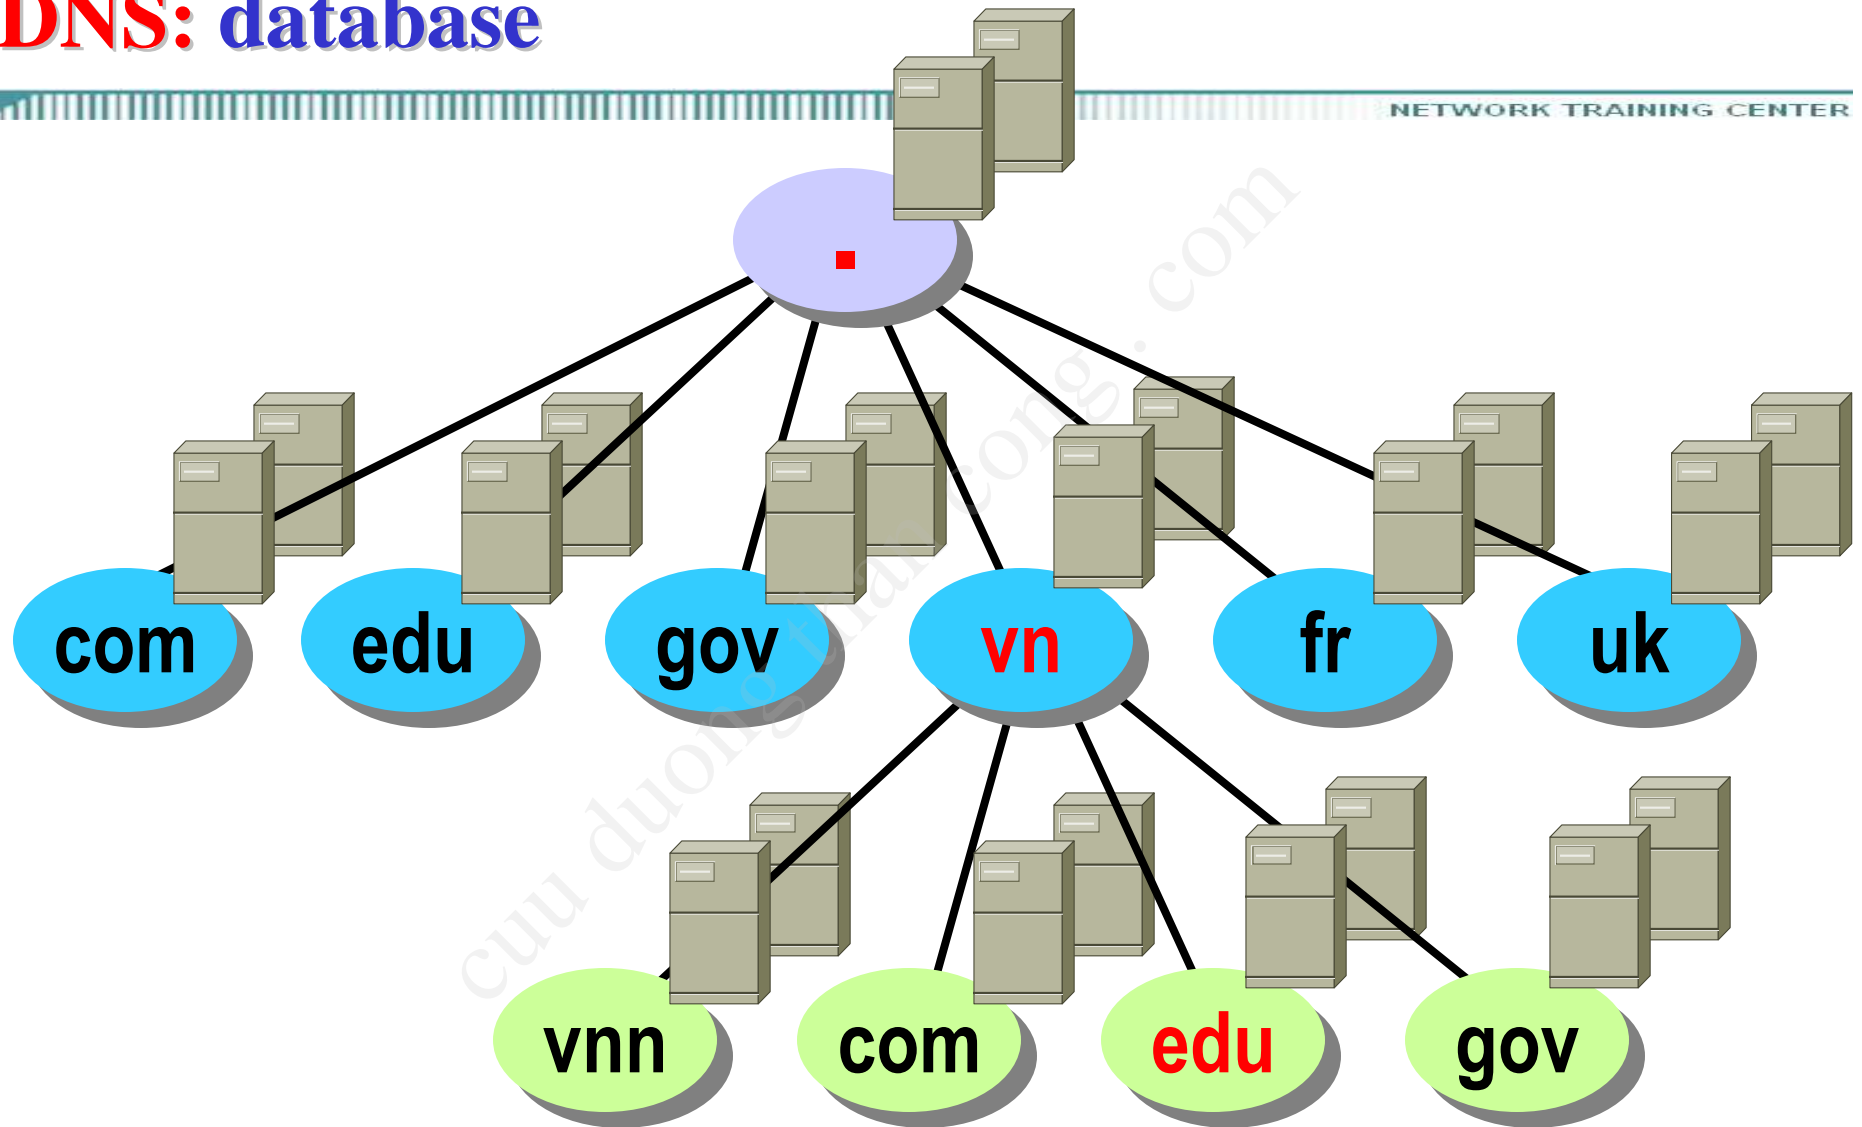 DNS: database
NETWORK TRAINING CENTER
.
com edu gov vn fr uk
vnn com edu gov
cuu duong than cong . com